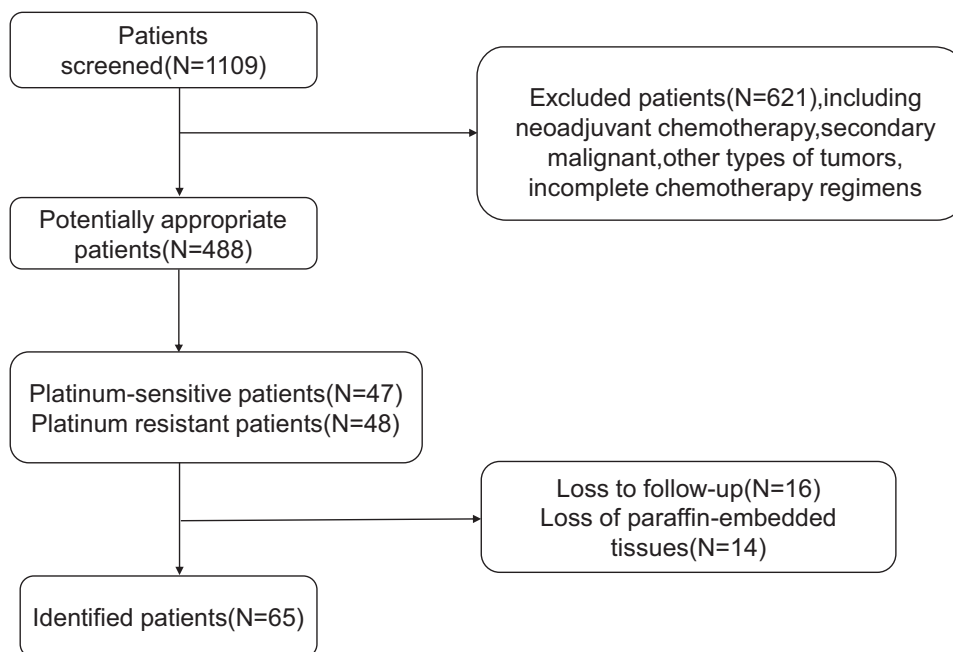 Patients
screened(N=1109)
Excluded patients(N=621),including
neoadjuvant chemotherapy,secondary
malignant,other types of tumors,
incomplete chemotherapy regimens
Potentially appropriate
patients(N=488)
Platinum-sensitive patients(N=47)
Platinum resistant patients(N=48)
Loss to follow-up(N=16)
Loss of paraffin-embedded
tissues(N=14)
Identified patients(N=65)